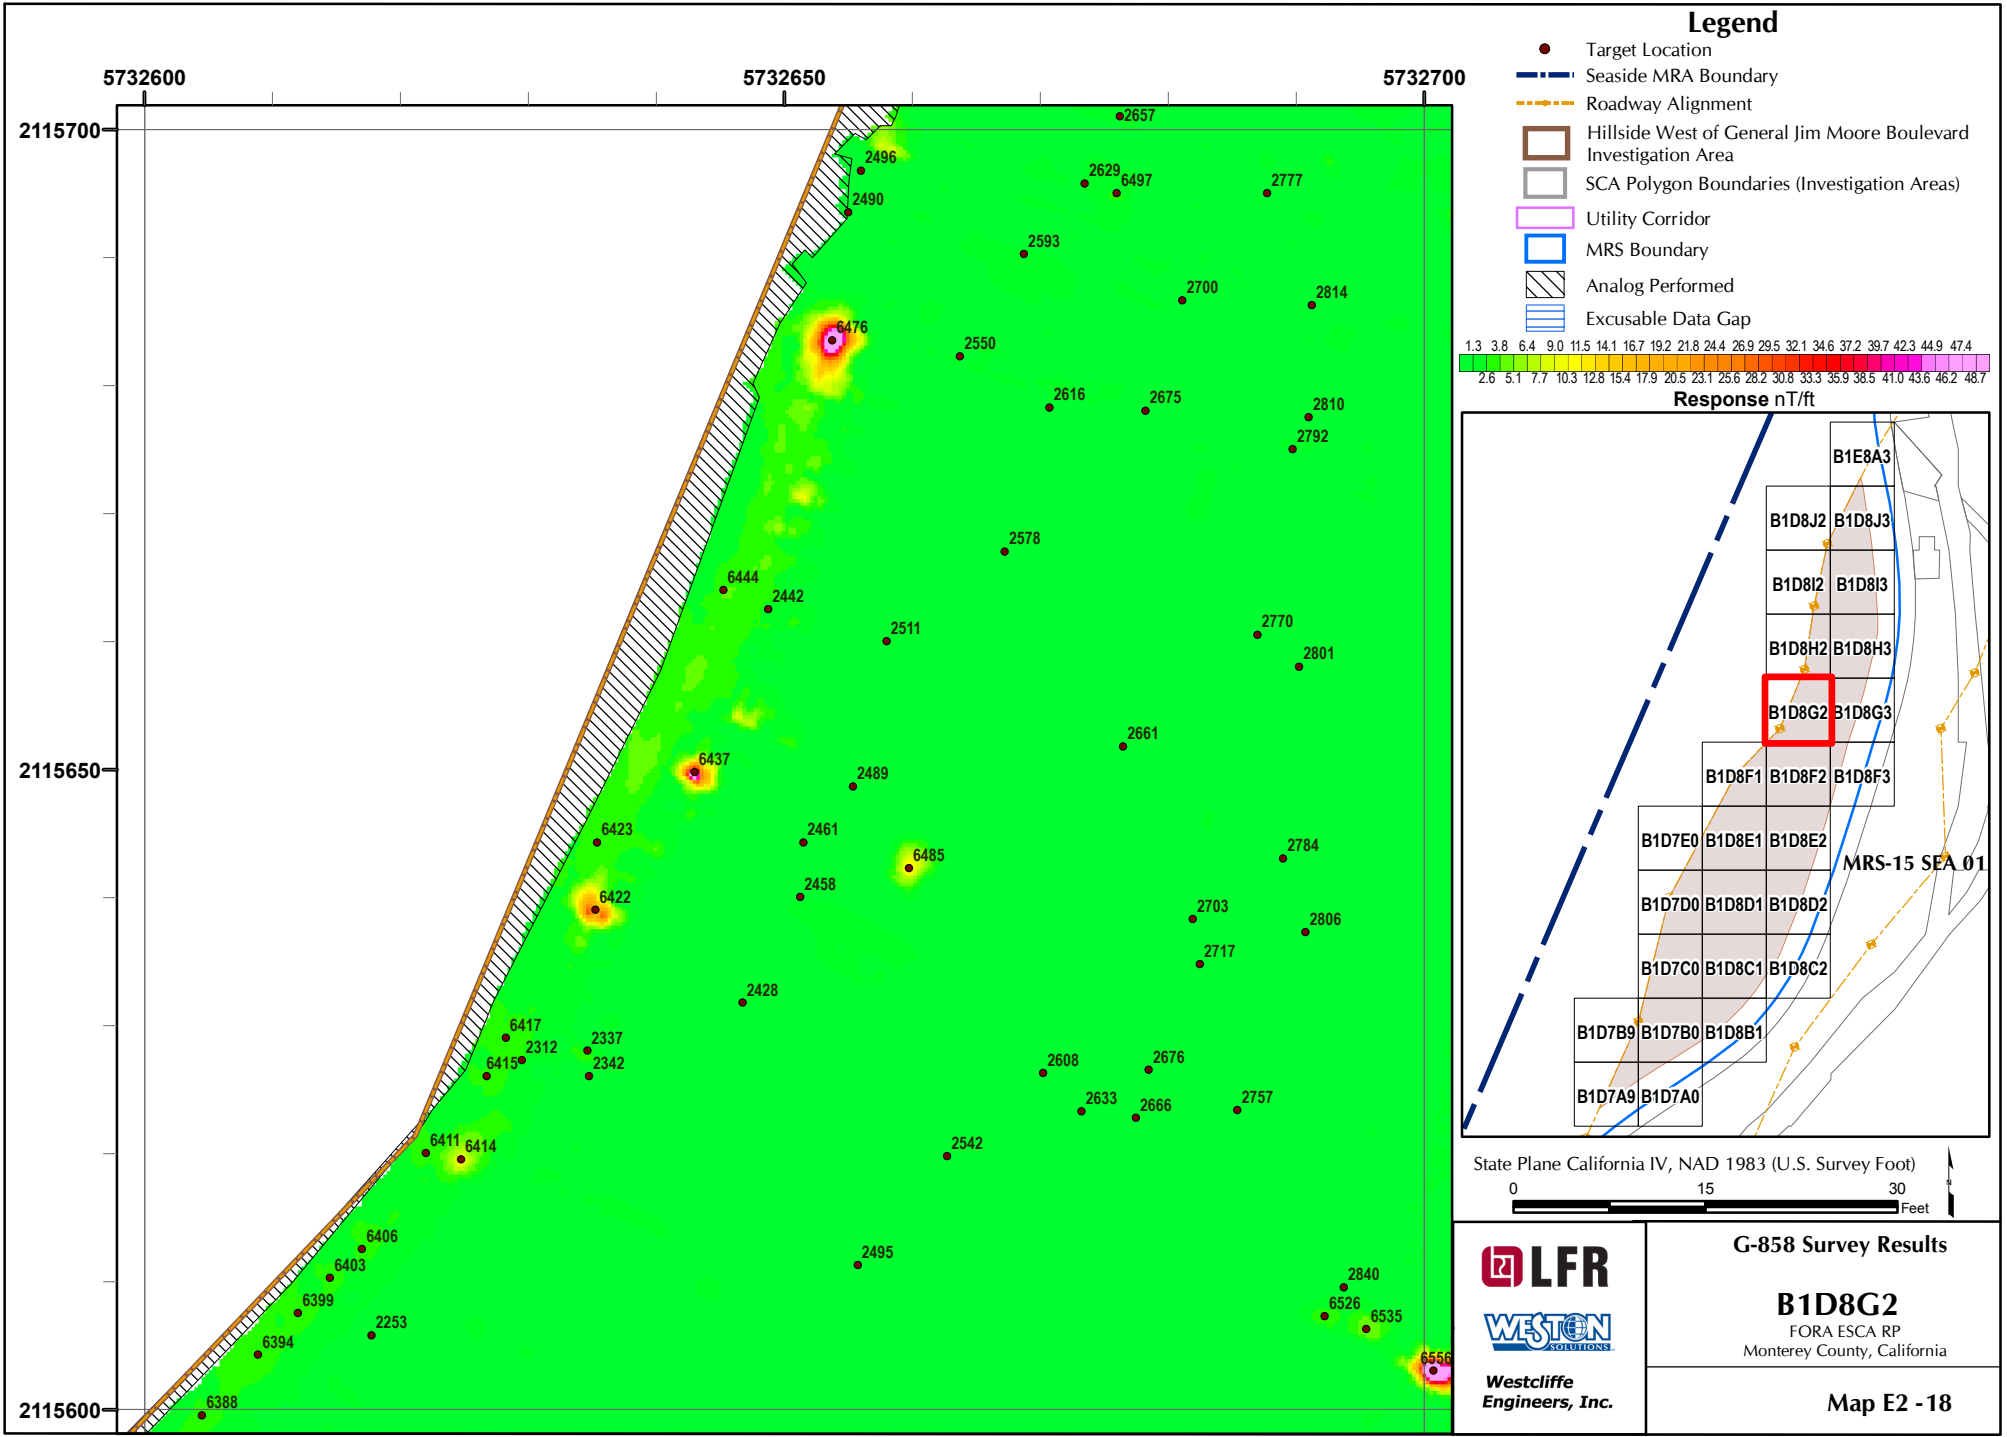 5732600
5732650
5732700
2115700
2115650
2115600
2657
2496
2629
6497
2777
2490
2593
2700
2814
6476
2550
2616
2675
2810
2792
2578
6444
2442
2511
2770
2801
2661
6437
2489
6423
2461
6485
2784
2458
6422
2703
2806
2717
2428
6417
2337
2312
6415
2342
2608
2676
2633
2666
2757
6411
6414
2542
6406
2495
6403
2840
6399
6526
6535
2253
6394
6556
6388
Legend
Target Location
Seaside MRA Boundary
Roadway Alignment
Hillside West of General Jim Moore Boulevard
Investigation Area
SCA Polygon Boundaries (Investigation Areas)
Utility Corridor
MRS Boundary
Analog Performed
Excusable Data Gap
1.3 3.8 6.4 9.0 11.5 14.1 16.7 19.2 21.8 24.4 26.9 29.5 32.1 34.6 37.2 39.7 42.3 44.9 47.4
2.6 5.1 7.7 10.3 12.8 15.4 17.9 20.5 23.1 25.6 28.2 30.8 33.3 35.9 38.5 41.0 43.6 46.2 48.7
Response nT/ft
B1E8A3
B1D8J2 B1D8J3
B1D8I2 B1D8I3
B1D8H2 B1D8H3
B1D8G2 B1D8G3
B1D8F1 B1D8F2 B1D8F3
B1D7E0 B1D8E1 B1D8E2
MRS-15 SEA 01
B1D7D0 B1D8D1 B1D8D2
B1D7C0 B1D8C1 B1D8C2
B1D7B9 B1D7B0 B1D8B1
B1D7A9 B1D7A0
State Plane California IV, NAD 1983 (U.S. Survey Foot)
0 15 30
Feet
N
LFR
WESTON
SOLUTIONS
Westcliffe
Engineers, Inc.
G-858 Survey Results
B1D8G2
FORA ESCA RP
Monterey County, California
Map E2 -18